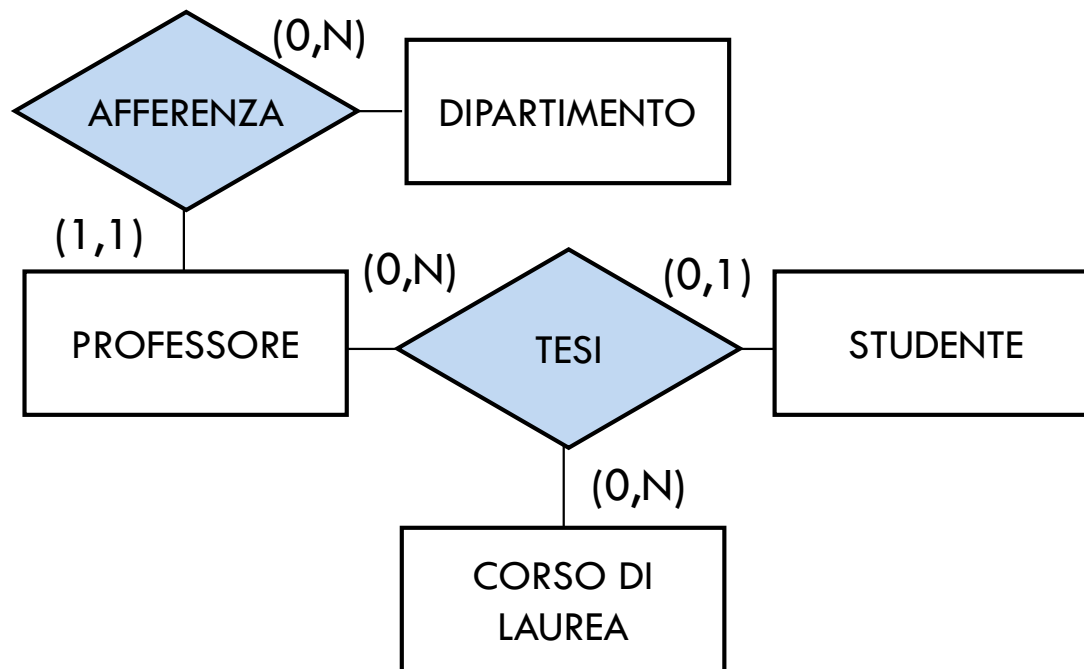 (0,N)
AFFERENZA
DIPARTIMENTO
(1,1)
(0,N)
(0,1)
PROFESSORE
TESI
STUDENTE
(0,N)
CORSO DI
LAUREA